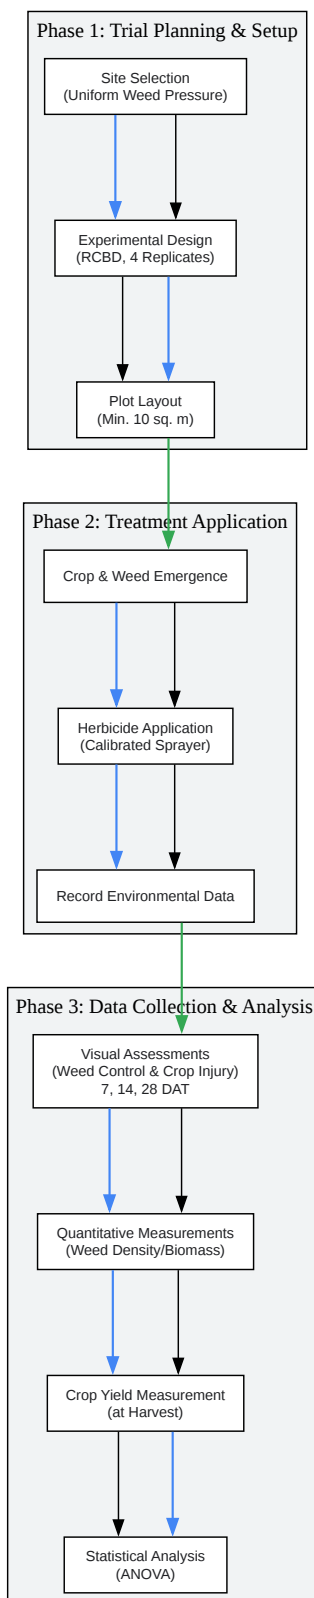 Phase 1: Trial Planning & Setup
Site Selection
(Uniform Weed Pressure)
Experimental Design
(RCBD, 4 Replicates)
Plot Layout
(Min. 10 sq. m)
Phase 2: Treatment Application
Crop & Weed Emergence
Herbicide Application
(Calibrated Sprayer)
Record Environmental Data
Phase 3: Data Collection & Analysis
Visual Assessments
(Weed Control & Crop Injury)
7, 14, 28 DAT
Quantitative Measurements
(Weed Density/Biomass)
Crop Yield Measurement
(at Harvest)
Statistical Analysis
(ANOVA)